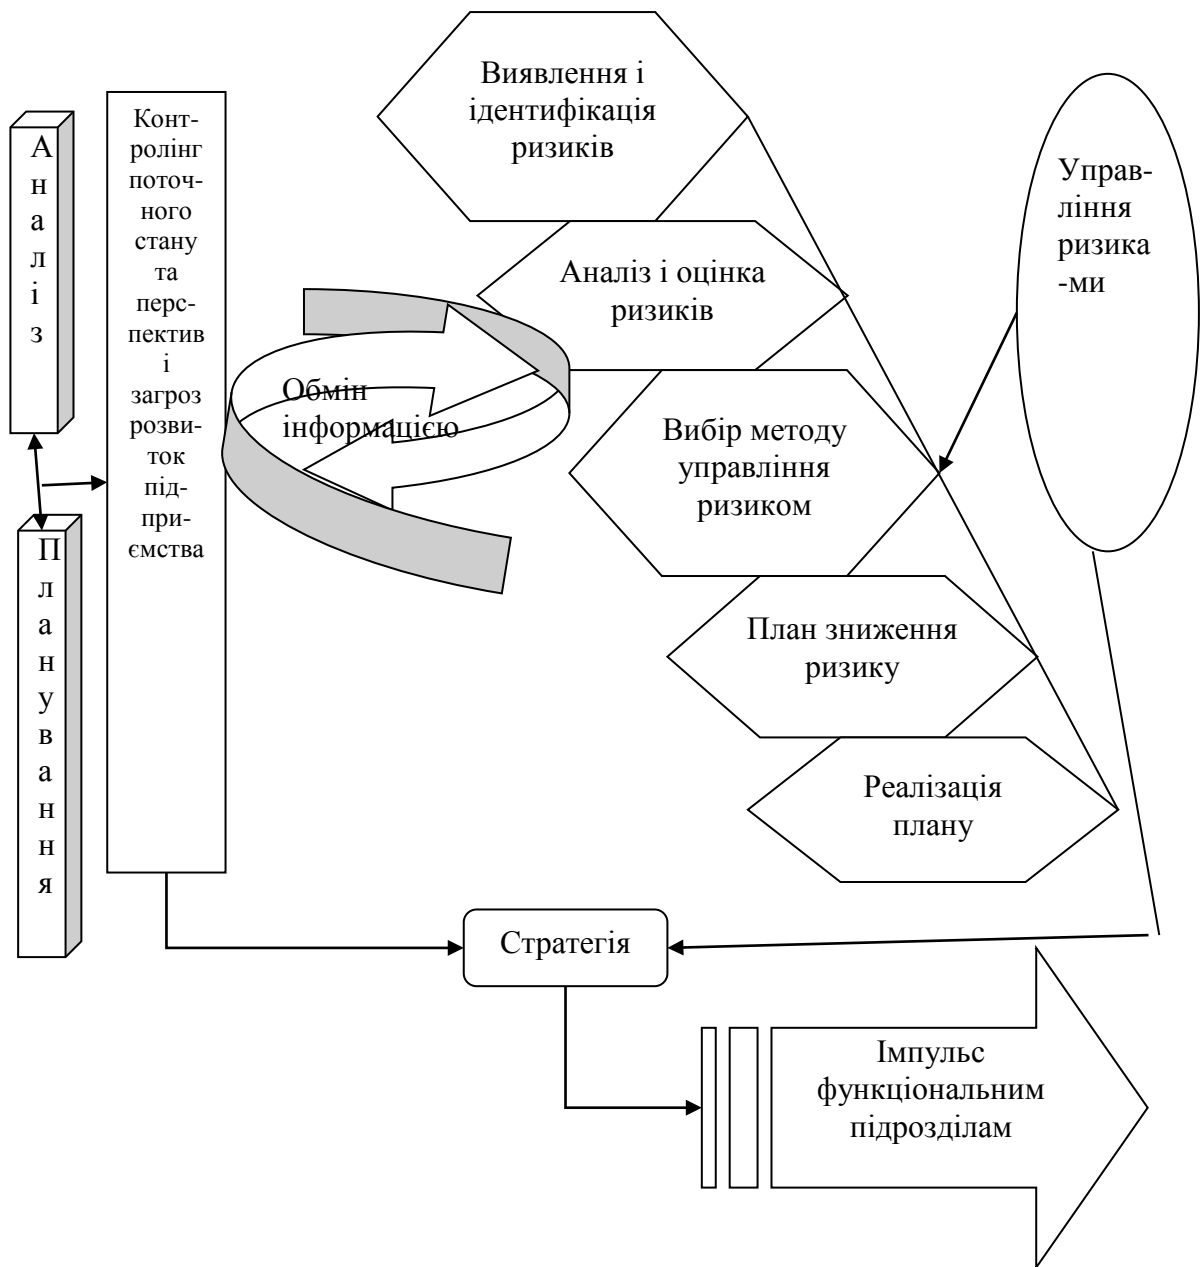 Аналіз
Планування
Конт-
ролінг
поточ-
ного
стану
та
перс-
пектив
і
загроз
розви-
ток
під-
при-
ємства
Обмін
інформацією
Виявлення і
ідентифікація
ризиків
Аналіз і оцінка
ризиків
Вибір методу
управління
ризиком
План зниження
ризику
Реалізація
плану
Управ-
ління
ризика
-ми
Стратегія
Імпульс
функціональним
підрозділам